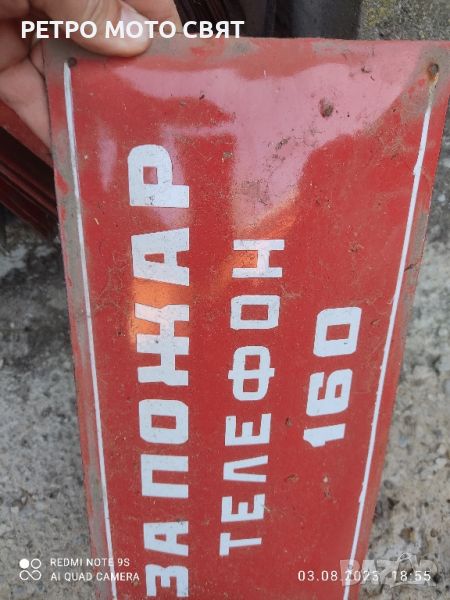 РЕТРО МОТО СВЯТ
ЗА ПОЖАР
ТЕЛЕФОН
160
REDMI NOTE 9S
AI QUAD CAMERA
03.08.2023 18:55